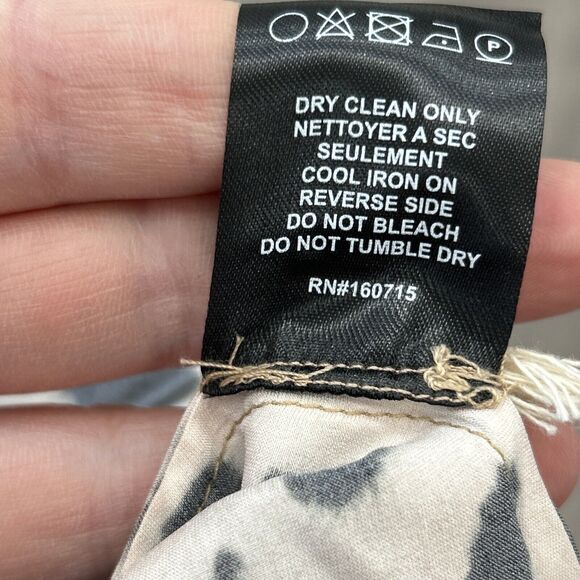 P
DRY CLEAN ONLY
NETTOYER A SEC
SEULEMENT
COOL IRON ON
REVERSE SIDE
DO NOT BLEACH
DO NOT TUMBLE DRY
RN#160715